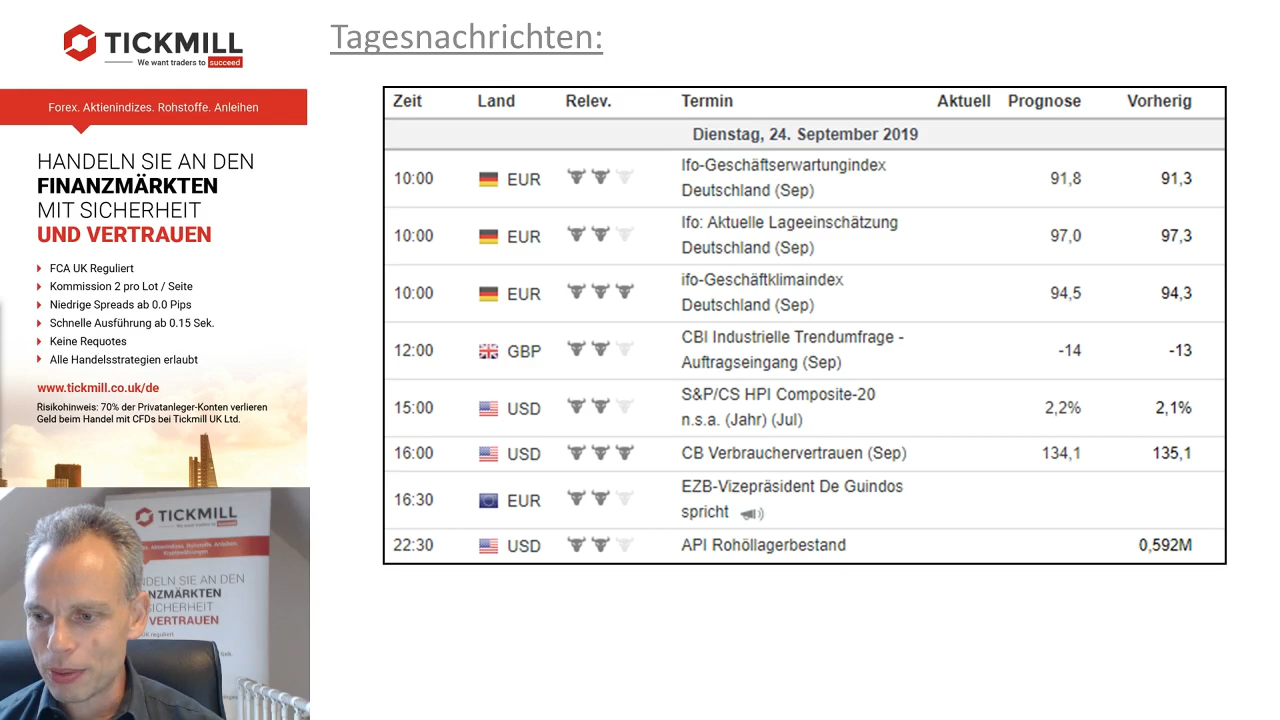 TICKMILL
We want traders to succeed
Forex. Aktienindizes. Rohstoffe. Anleihen
HANDELN SIE AN DEN
FINANZMÄRKTEN
MIT SICHERHEIT
UND VERTRAUEN
FCA UK Reguliert
Kommission 2 pro Lot / Seite
Niedrige Spreads ab 0.0 Pips
Schnelle Ausführung ab 0.15 Sek.
Keine Requotes
Alle Handelsstrategien erlaubt
www.tickmill.co.uk/de
Risikohinweis: 70% der Privatanleger-Konten verlieren
Geld beim Handel mit CFDs bei Tickmill UK Ltd.
TICKMILL
We want traders to succeed
NDELN SIE AN DEN
NZMÄRKTEN
SICHERHEIT
VERTRAUEN
UK reguliert
Tagesnachrichten:
Zeit Land Relev. Termin Aktuell Prognose Vorherig
Dienstag, 24. September 2019
10:00 EUR Ifo-Geschäftserwartungindex 91,8 91,3
Deutschland (Sep)
10:00 EUR Ifo: Aktuelle Lageeinschätzung 97,0 97,3
Deutschland (Sep)
10:00 EUR ifo-Geschäftklimaindex 94,5 94,3
Deutschland (Sep)
12:00 GBP CBI Industrielle Trendumfrage - -14 -13
Auftragseingang (Sep)
15:00 USD S&P/CS HPI Composite-20 2,2% 2,1%
n.s.a. (Jahr) (Jul)
16:00 USD CB Verbrauchervertrauen (Sep) 134,1 135,1
16:30 EUR EZB-Vizepräsident De Guindos
spricht
22:30 USD API Rohöllagerbestand 0,592M